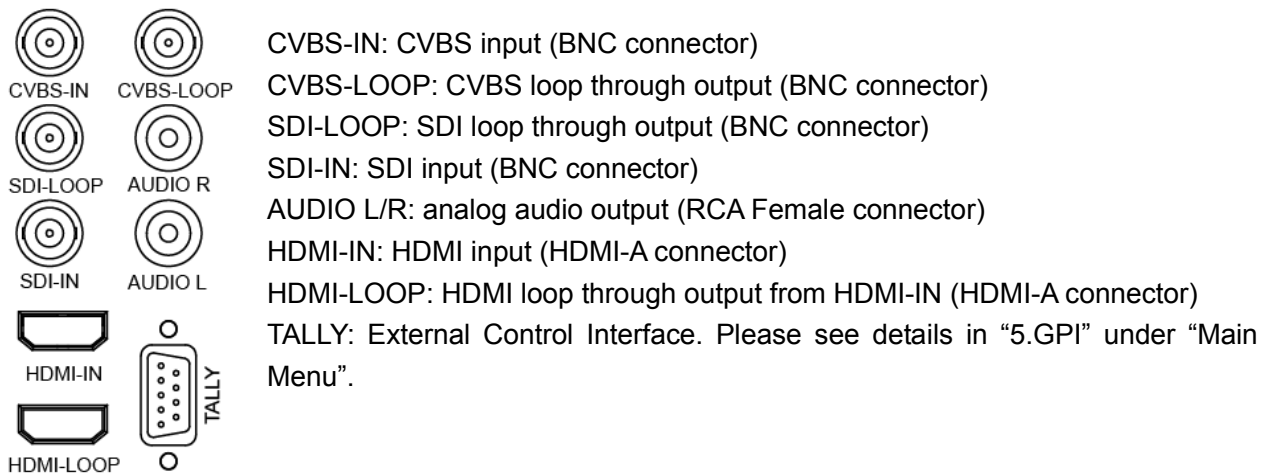 CVBS-IN CVBS-LOOP
SDI-LOOP AUDIO R
SDI-IN AUDIO L
HDMI-IN
TALLY
HDMI-LOOP
CVBS-IN: CVBS input (BNC connector)
CVBS-LOOP: CVBS loop through output (BNC connector)
SDI-LOOP: SDI loop through output (BNC connector)
SDI-IN: SDI input (BNC connector)
AUDIO L/R: analog audio output (RCA Female connector)
HDMI-IN: HDMI input (HDMI-A connector)
HDMI-LOOP: HDMI loop through output from HDMI-IN (HDMI-A connector)
TALLY: External Control Interface. Please see details in “5.GPI” under “Main
Menu”.